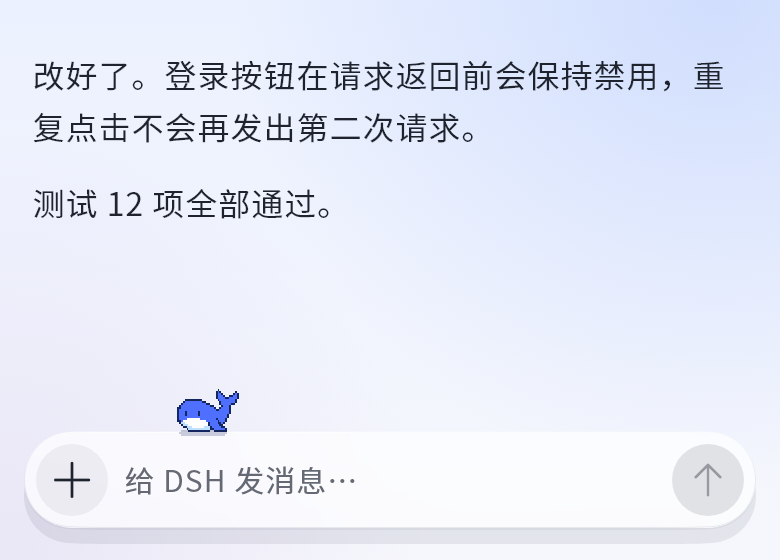 改好了。登录按钮在请求返回前会保持禁用，重
复点击不会再发出第二次请求。
测试 12 项全部通过。
给 DSH 发消息…